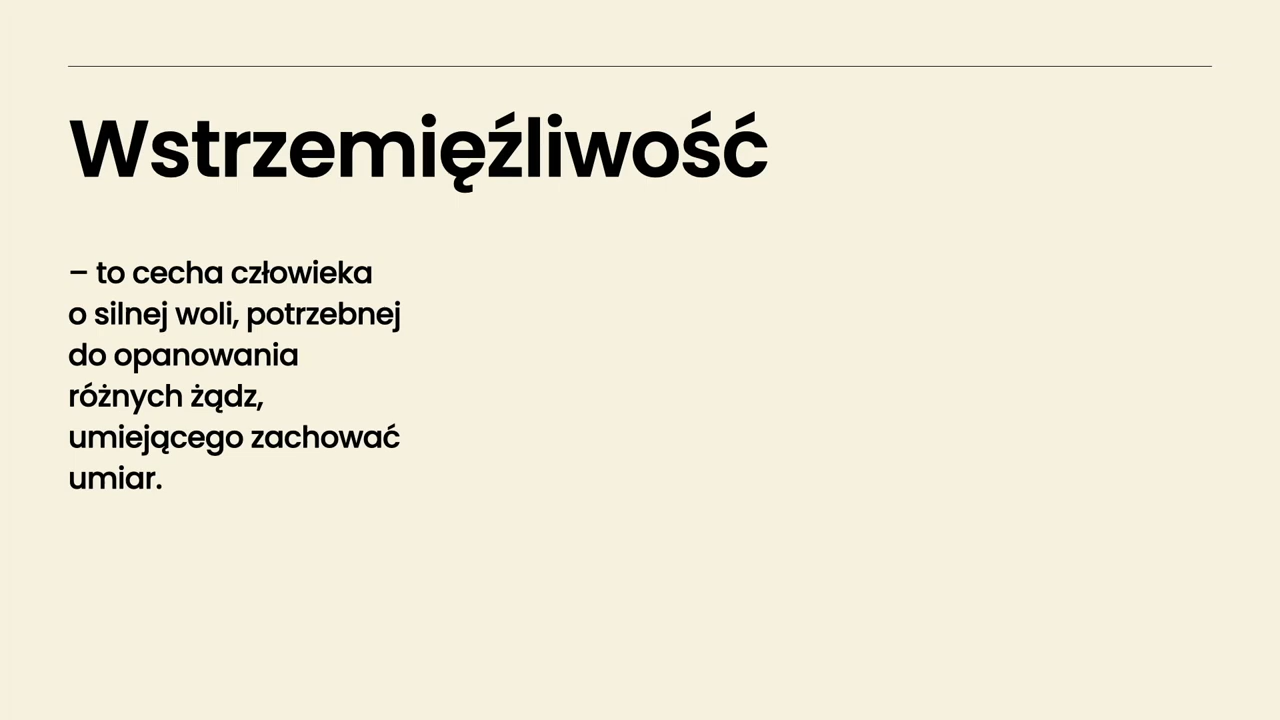 Wstrzemięźliwość
– to cecha człowieka
o silnej woli, potrzebnej
do opanowania
różnych żądz,
umiejącego zachować
umiar.